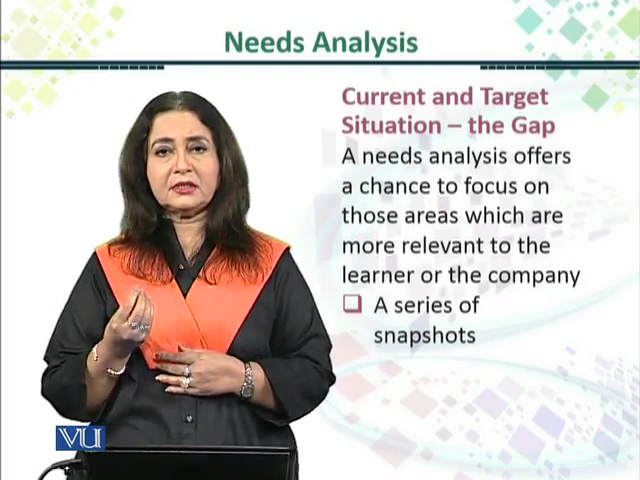 Needs Analysis
Current and Target
Situation – the Gap
A needs analysis offers
a chance to focus on
those areas which are
more relevant to the
learner or the company
❑ A series of
snapshots
VU